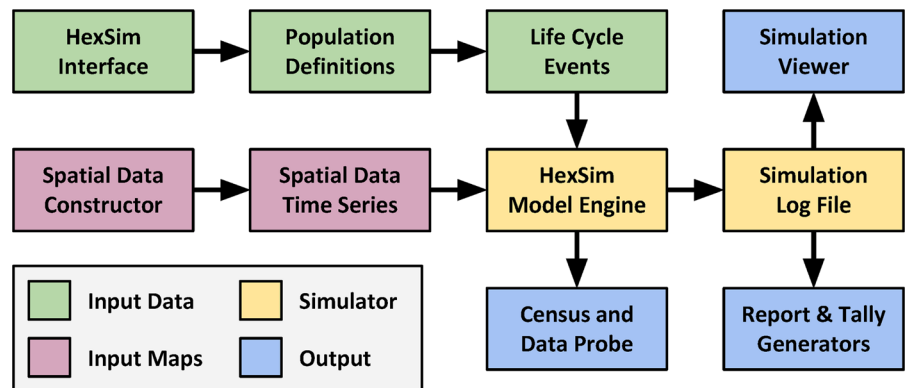 HexSim
Interface
Population
Definitions
Life Cycle
Events
Simulation
Viewer
Spatial Data
Constructor
Spatial Data
Time Series
HexSim
Model Engine
Simulation
Log File
Input Data
Simulator
Input Maps
Output
Census and
Data Probe
Report & Tally
Generators